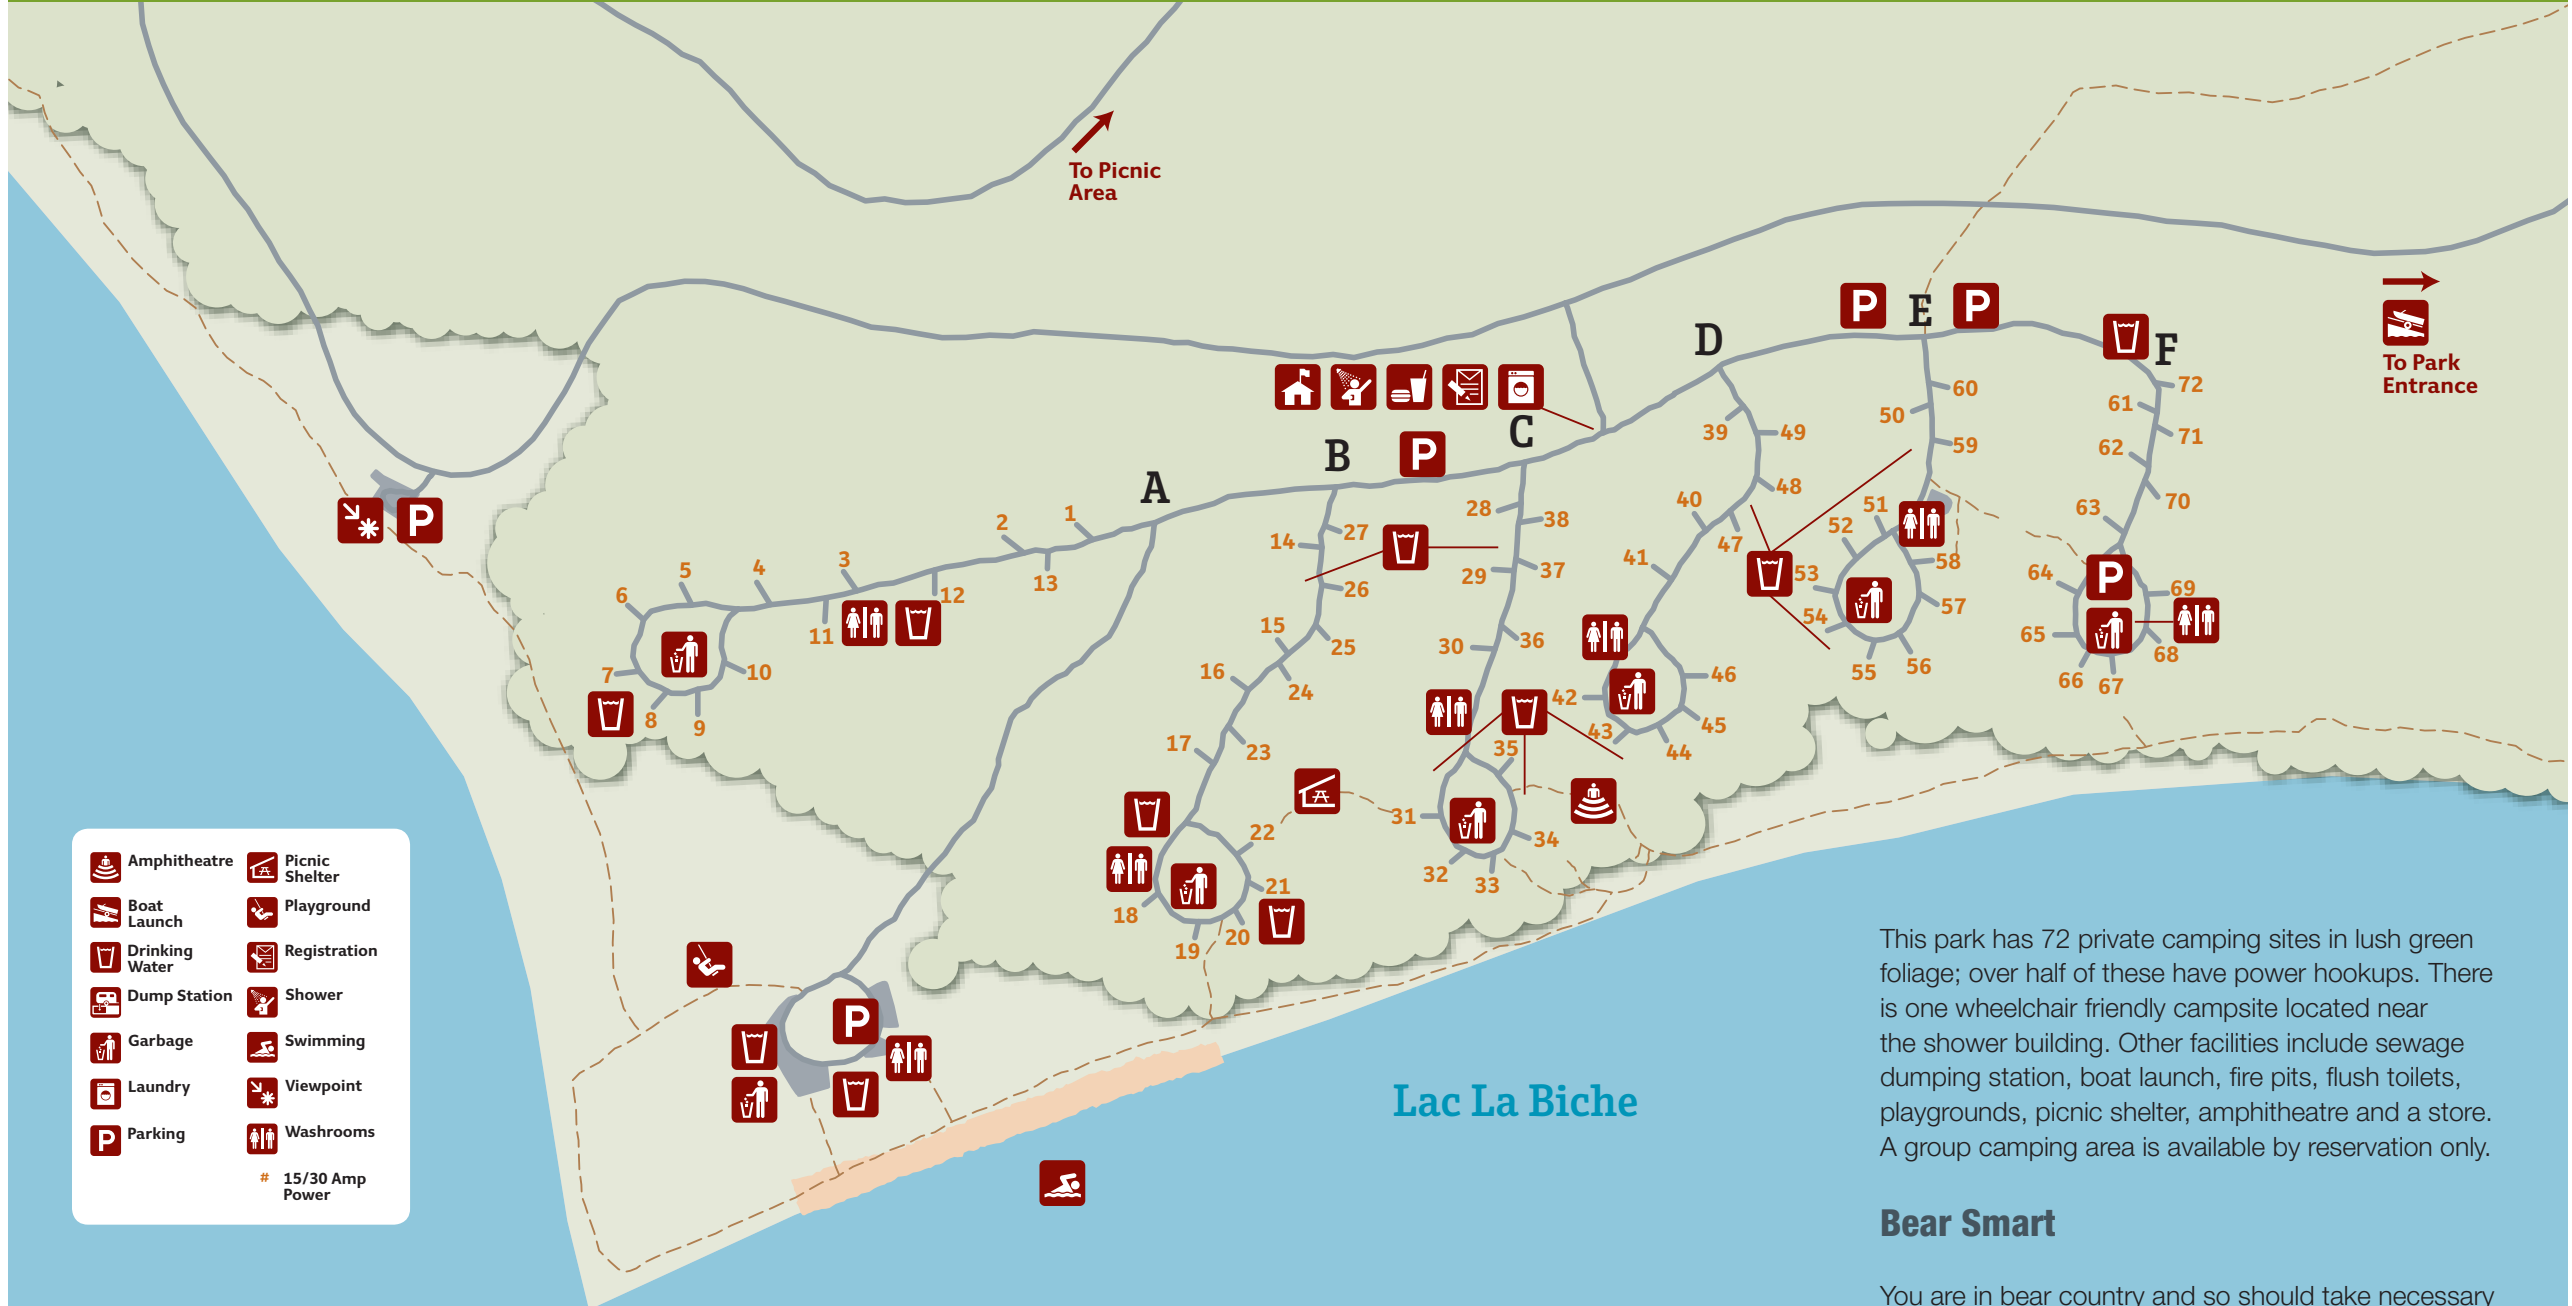 To Picnic
Area
To Park
Entrance
A
B
C
D
E
F
P
P
P
P
P
P
1
2
3
4
5
6
7
8
9
10
11
12
13
14
15
16
17
18
19
20
21
22
23
24
25
26
27
28
29
30
31
32
33
34
35
36
37
38
39
40
41
42
43
44
45
46
47
48
49
50
51
52
53
54
55
56
57
58
59
60
61
62
63
64
65
66
67
68
69
70
71
72
Amphitheatre
Boat
Launch
Drinking
Water
Dump Station
Garbage
Laundry
P Parking
Picnic
Shelter
Playground
Registration
Shower
Swimming
Viewpoint
Washrooms
# 15/30 Amp
Power
Lac La Biche
This park has 72 private camping sites in lush green
foliage; over half of these have power hookups. There
is one wheelchair friendly campsite located near
the shower building. Other facilities include sewage
dumping station, boat launch, fire pits, flush toilets,
playgrounds, picnic shelter, amphitheatre and a store.
A group camping area is available by reservation only.
Bear Smart
You are in bear country and so should take necessary